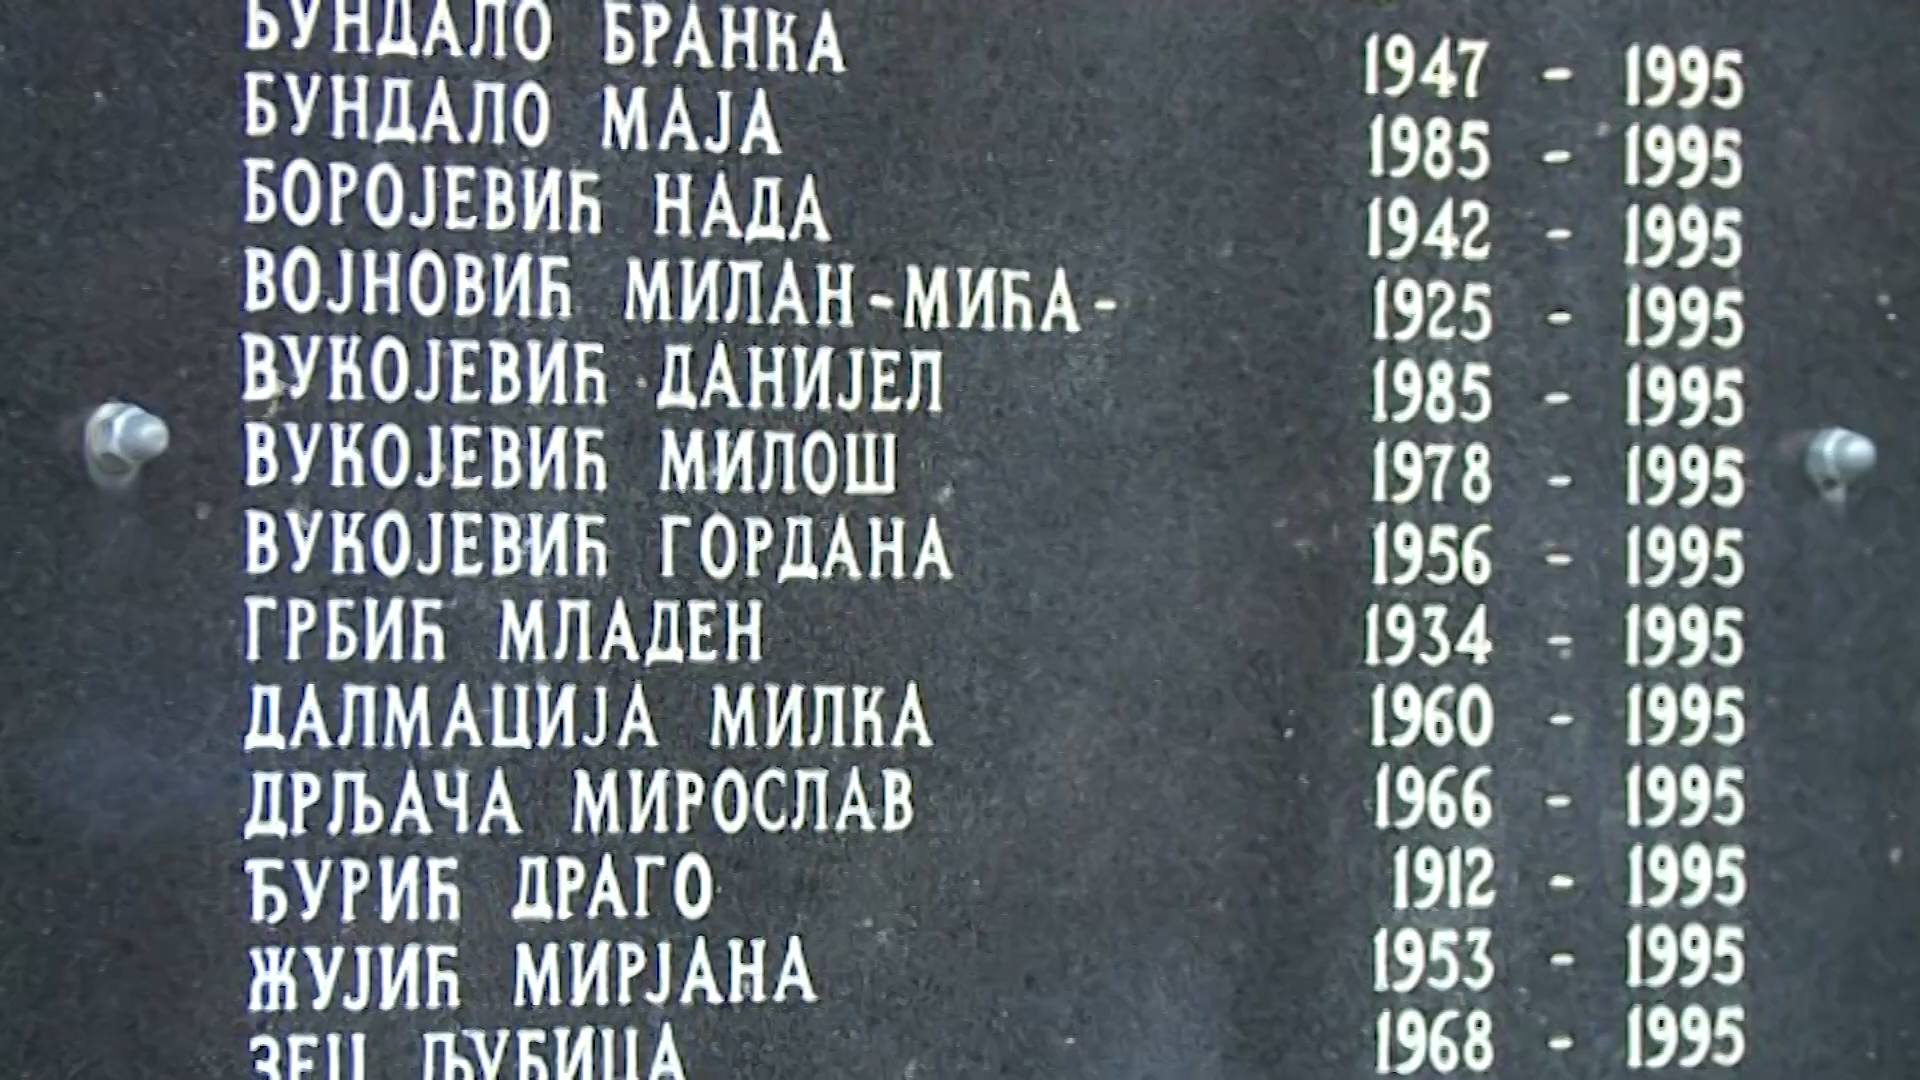 БУНДАЛО БРАНКА 1947 - 1995
БУНДАЛО МАЈА 1985 - 1995
БОРОЈЕВИЋ НАДА 1942 - 1995
ВОЈНОВИЋ МИЛАН-МИЋА- 1925 - 1995
ВУКОЈЕВИЋ ДАНИЈЕЛ 1985 - 1995
ВУКОЈЕВИЋ МИЛОШ 1978 - 1995
ВУКОЈЕВИЋ ГОРДАНА 1956 - 1995
ГРБИЋ МЛАДЕН 1934 - 1995
ДАЛМАЦИЈА МИЛКА 1960 - 1995
ДРЉАЧА МИРОСЛАВ 1966 - 1995
ЂУРИЋ ДРАГО 1912 - 1995
ЖУЈИЋ МИРЈАНА 1953 - 1995
ЗЕЦ ЉУБИЦА 1968 - 1995